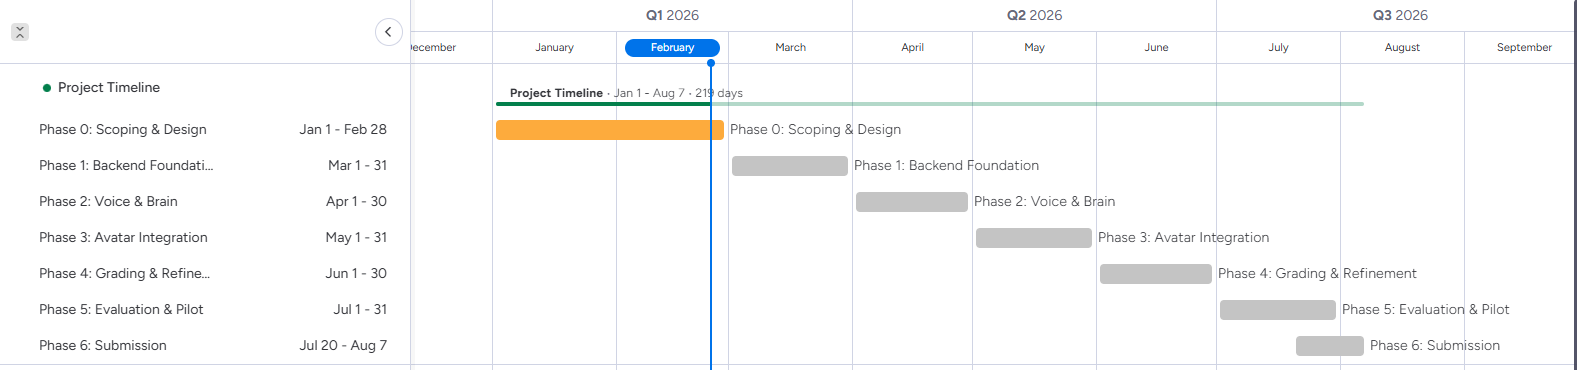 Q1 2026 Q2 2026 Q3 2026
December January February March April May June July August September
Project Timeline
Project Timeline · Jan 1 - Aug 7 · 219 days
Phase 0: Scoping & Design Jan 1 - Feb 28 Phase 0: Scoping & Design
Phase 1: Backend Foundati... Mar 1 - 31 Phase 1: Backend Foundation
Phase 2: Voice & Brain Apr 1 - 30 Phase 2: Voice & Brain
Phase 3: Avatar Integration May 1 - 31 Phase 3: Avatar Integration
Phase 4: Grading & Refine... Jun 1 - 30 Phase 4: Grading & Refinement
Phase 5: Evaluation & Pilot Jul 1 - 31 Phase 5: Evaluation & Pilot
Phase 6: Submission Jul 20 - Aug 7 Phase 6: Submission